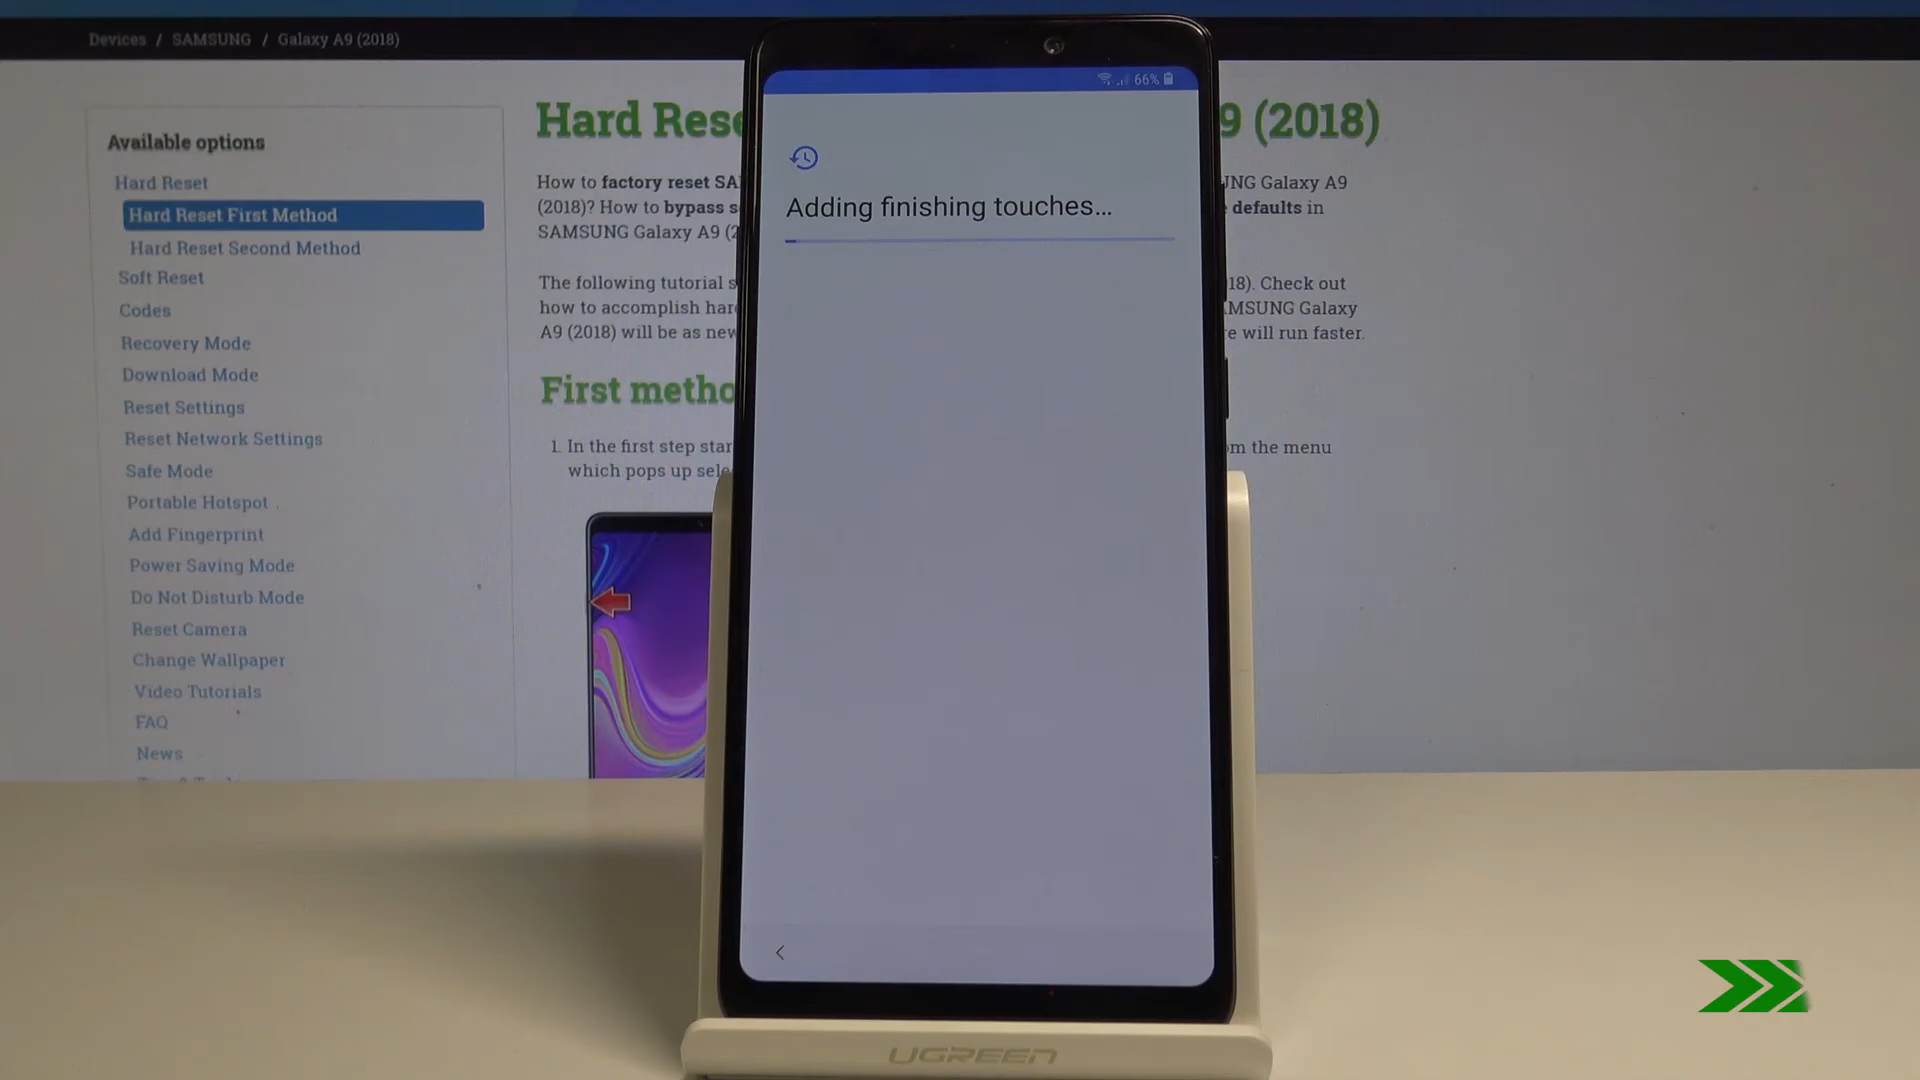 Devices / SAMSUNG / Galaxy A9 (2018)
Available options
Hard Reset
Hard Reset First Method
Hard Reset Second Method
Soft Reset
Codes
Recovery Mode
Download Mode
Reset Settings
Reset Network Settings
Safe Mode
Portable Hotspot
Add Fingerprint
Power Saving Mode
Do Not Disturb Mode
Reset Camera
Change Wallpaper
Video Tutorials
FAQ
News
Hard Rese 9 (2018)
How to factory reset SA NG Galaxy A9
(2018)? How to bypass s defaults in
SAMSUNG Galaxy A9 (2
The following tutorial s 18). Check out
how to accomplish har MSUNG Galaxy
A9 (2018) will be as new e will run faster.
First metho
1. In the first step star om the menu
which pops up sele
66%
Adding finishing touches...
UGREEN